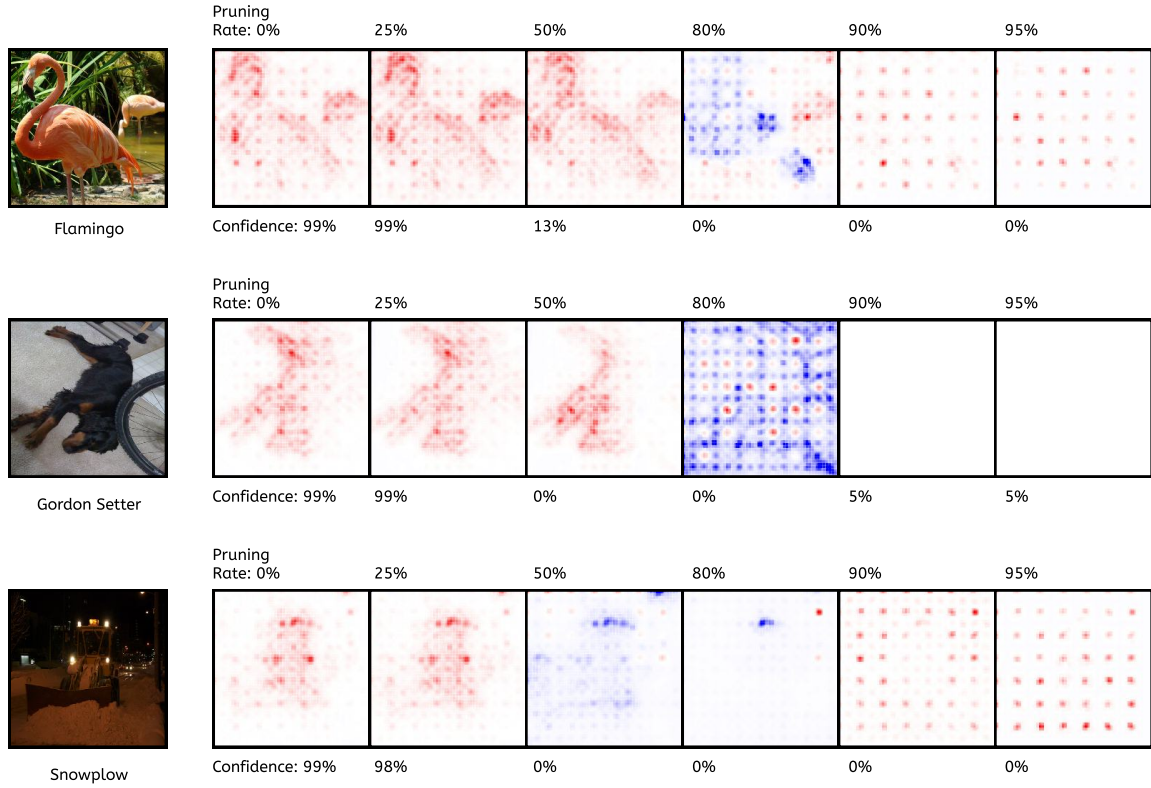 Pruning
Rate: 0% 25% 50% 80% 90% 95%
Flamingo
Confidence: 99% 99% 13% 0% 0% 0%
Pruning
Rate: 0% 25% 50% 80% 90% 95%
Gordon Setter
Confidence: 99% 99% 0% 0% 5% 5%
Pruning
Rate: 0% 25% 50% 80% 90% 95%
Snowplow
Confidence: 99% 98% 0% 0% 0% 0%